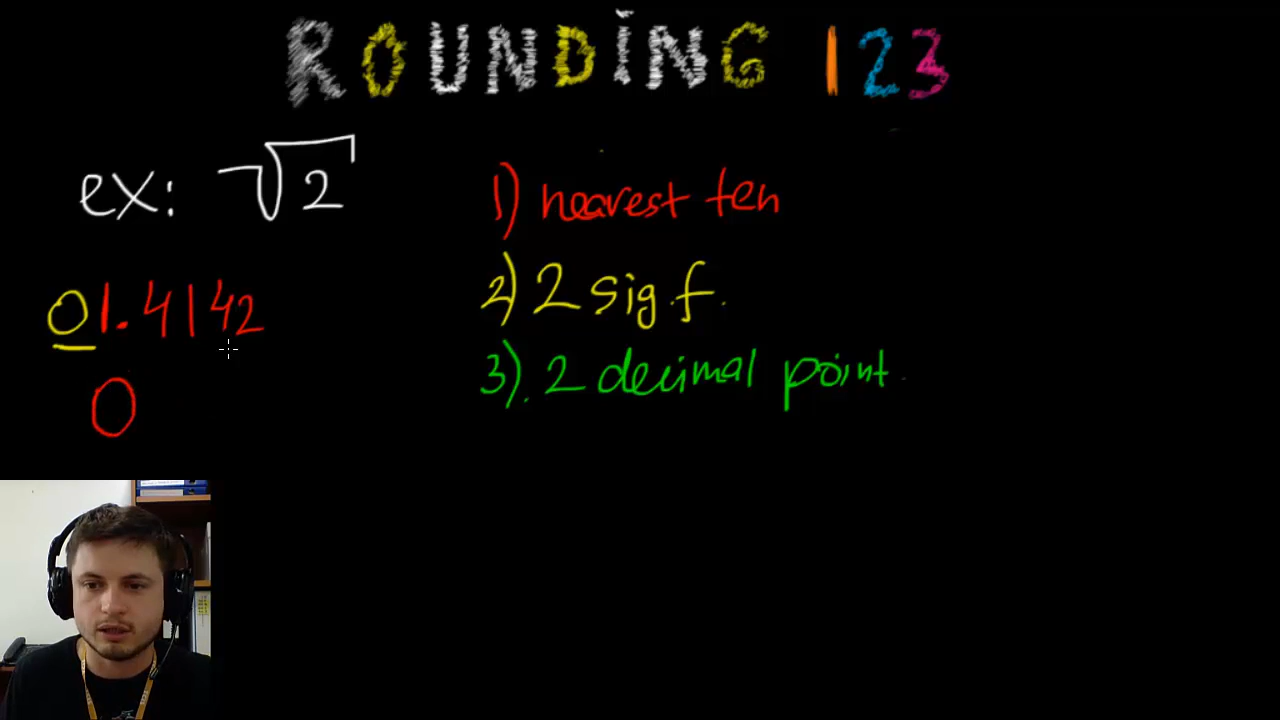 ROUNDING 123
ex: √2
1) nearest ten
2) 2 sig.f.
3). 2 decimal point.
01.4142
0